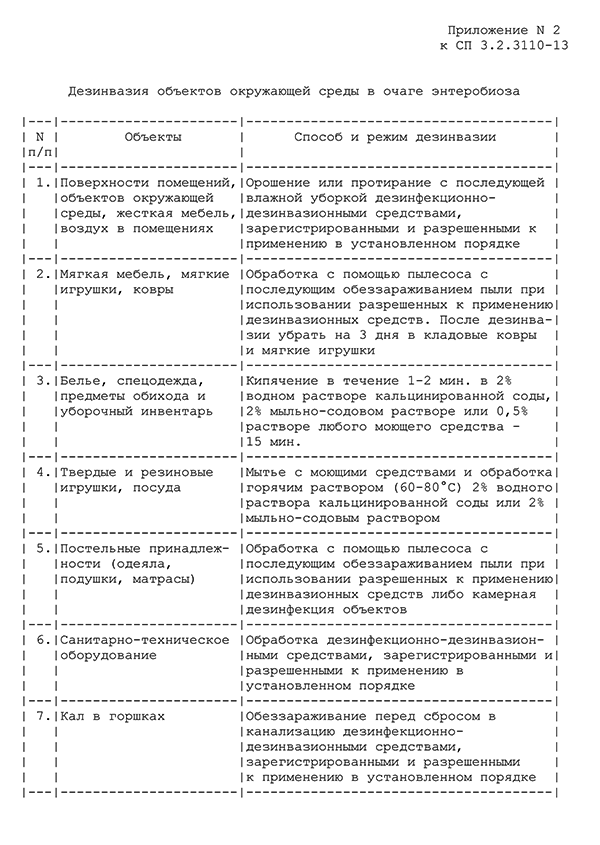 Приложение N 2
к СП 3.2.3110-13
Дезинвазия объектов окружающей среды в очаге энтеробиоза
|---|-----------------------|----------------------------------------|
| N |        Объекты        |      Способ и режим дезинвазии         |
|п/п|                       |                                        |
|---|-----------------------|----------------------------------------|
| 1.|Поверхности помещений, |Орошение или протирание с последующей   |
|   |объектов окружающей    |влажной уборкой дезинфекционно-         |
|   |среды, жесткая мебель, |дезинвазионными средствами,             |
|   |воздух в помещениях    |зарегистрированными и разрешенными к    |
|   |                       |применению в установленном порядке      |
|---|-----------------------|----------------------------------------|
| 2.|Мягкая мебель, мягкие  |Обработка с помощью пылесоса с          |
|   |игрушки, ковры         |последующим обеззараживанием пыли при   |
|   |                       |использовании разрешенных к применению|
|   |                       |дезинвазионных средств. После дезинва-|
|   |                       |зии убрать на 3 дня в кладовые ковры    |
|   |                       |и мягкие игрушки                        |
|---|-----------------------|----------------------------------------|
| 3.|Белье, спецодежда,     |Кипячение в течение 1-2 мин. в 2%       |
|   |предметы обихода и     |водном растворе кальцинированной соды,|
|   |уборочный инвентарь    |2% мыльно-содовом растворе или 0,5%     |
|   |                       |растворе любого моющего средства -      |
|   |                       |15 мин.                                 |
|---|-----------------------|----------------------------------------|
| 4.|Твердые и резиновые    |Мытье с моющими средствами и обработка|
|   |игрушки, посуда        |горячим раствором (60-80°C) 2% водного|
|   |                       |раствора кальцинированной соды или 2%   |
|   |                       |мыльно-содовым раствором                |
|---|-----------------------|----------------------------------------|
| 5.|Постельные принадлеж-  |Обработка с помощью пылесоса с          |
|   |ности (одеяла,         |последующим обеззараживанием пыли при   |
|   |подушки, матрасы)      |использовании разрешенных к применению|
|   |                       |дезинвазионных средств либо камерная    |
|   |                       |дезинфекция объектов                    |
|---|-----------------------|----------------------------------------|
| 6.|Санитарно-техническое  |Обработка дезинфекционно-дезинвазион-   |
|   |оборудование           |ными средствами, зарегистрированными и|
|   |                       |разрешенными к применению в             |
|   |                       |установленном порядке                   |
|---|-----------------------|----------------------------------------|
| 7.|Кал в горшках          |Обеззараживание перед сбросом в         |
|   |                       |канализацию дезинфекционно-             |
|   |                       |дезинвазионными средствами,             |
|   |                       |зарегистрированными и разрешенными      |
|   |                       |к применению в установленном порядке    |
|---|-----------------------|----------------------------------------|